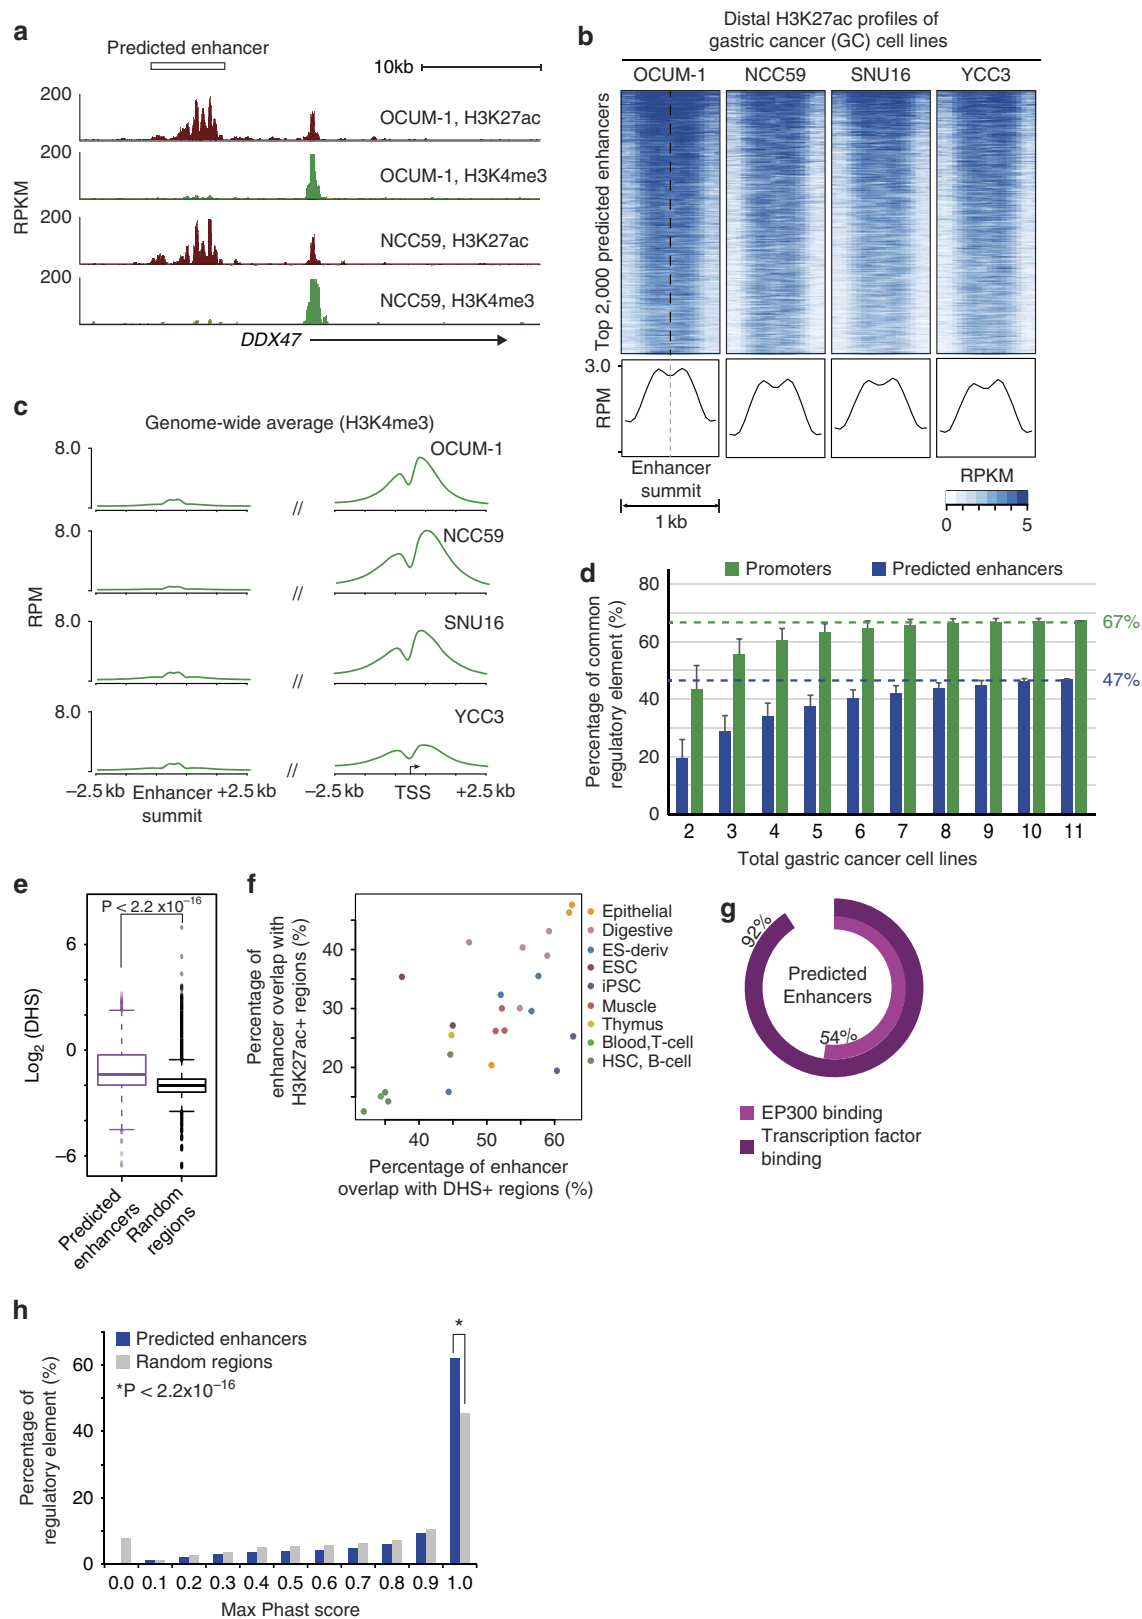 a
Predicted enhancer
10kb
200
OCUM-1, H3K27ac
200
OCUM-1, H3K4me3
RPKM
200
NCC59, H3K27ac
200
NCC59, H3K4me3
DDX47
b
Distal H3K27ac profiles of
gastric cancer (GC) cell lines
OCUM-1 NCC59 SNU16 YCC3
Top 2,000 predicted enhancers
3.0
RPM
Enhancer
summit
1 kb
RPKM
0 5
c
Genome-wide average (H3K4me3)
8.0
OCUM-1
//
8.0
NCC59
//
RPM
8.0
SNU16
//
8.0
YCC3
//
−2.5 kb Enhancer summit +2.5 kb
−2.5 kb TSS +2.5 kb
d
Promoters Predicted enhancers
Percentage of common
regulatory element (%)
80
60
40
20
0
67%
47%
2 3 4 5 6 7 8 9 10 11
Total gastric cancer cell lines
e
P < 2.2 x10−16
Log2 (DHS)
6
0
−6
Predicted
enhancers
Random
regions
f
Percentage of
enhancer overlap with
H3K27ac+ regions (%)
40
30
20
40 50 60
Percentage of enhancer
overlap with DHS+ regions (%)
Epithelial
Digestive
ES-deriv
ESC
iPSC
Muscle
Thymus
Blood,T-cell
HSC, B-cell
g
92%
Predicted
Enhancers
54%
EP300 binding
Transcription factor
binding
h
Predicted enhancers
Random regions
*P < 2.2x10−16
*
Percentage of
regulatory element (%)
60
40
20
0
0.0 0.1 0.2 0.3 0.4 0.5 0.6 0.7 0.8 0.9 1.0
Max Phast score